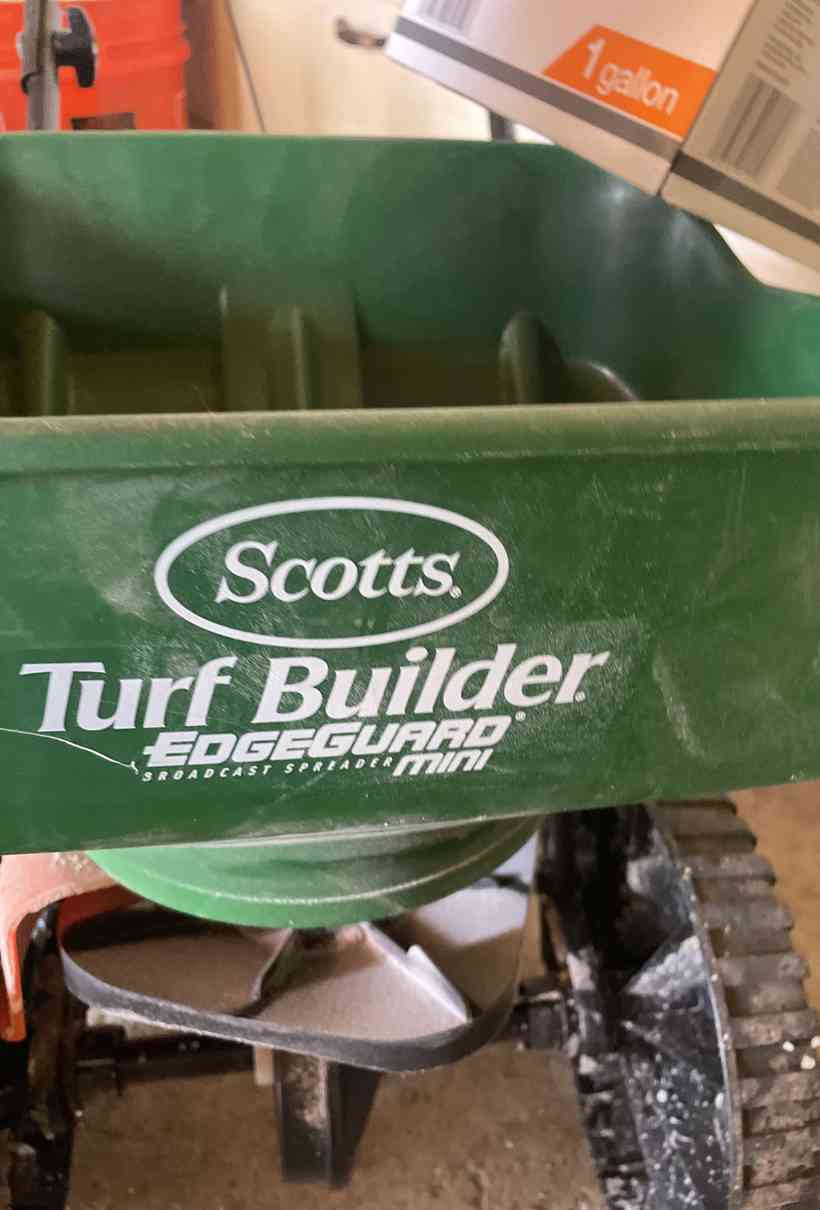 1 gallon
Scotts®
Turf Builder®
EDGEGUARD®
BROADCAST SPREADER MINI